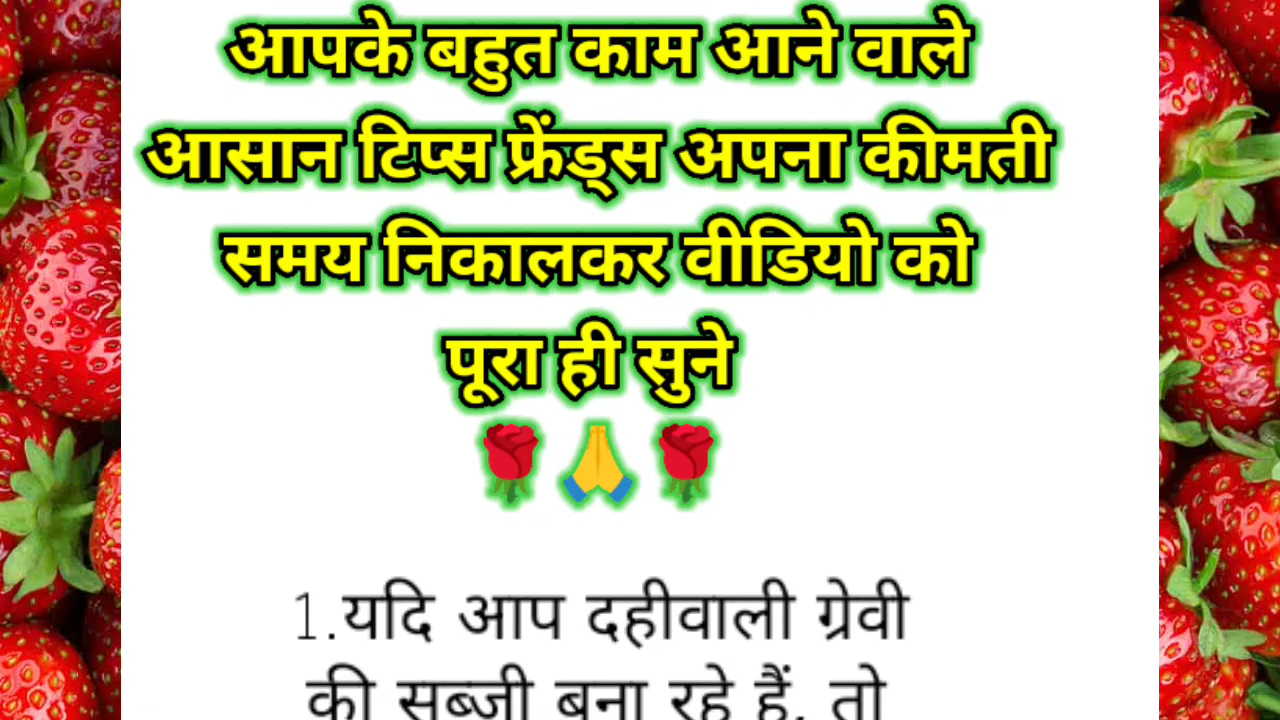 आपके बहुत काम आने वाले
आसान टिप्स फ्रेंड्स अपना कीमती
समय निकालकर वीडियो को
पूरा ही सुने
🌹🙏🌹
1.यदि आप दहीवाली ग्रेवी
की सब्जी बना रहे हैं, तो